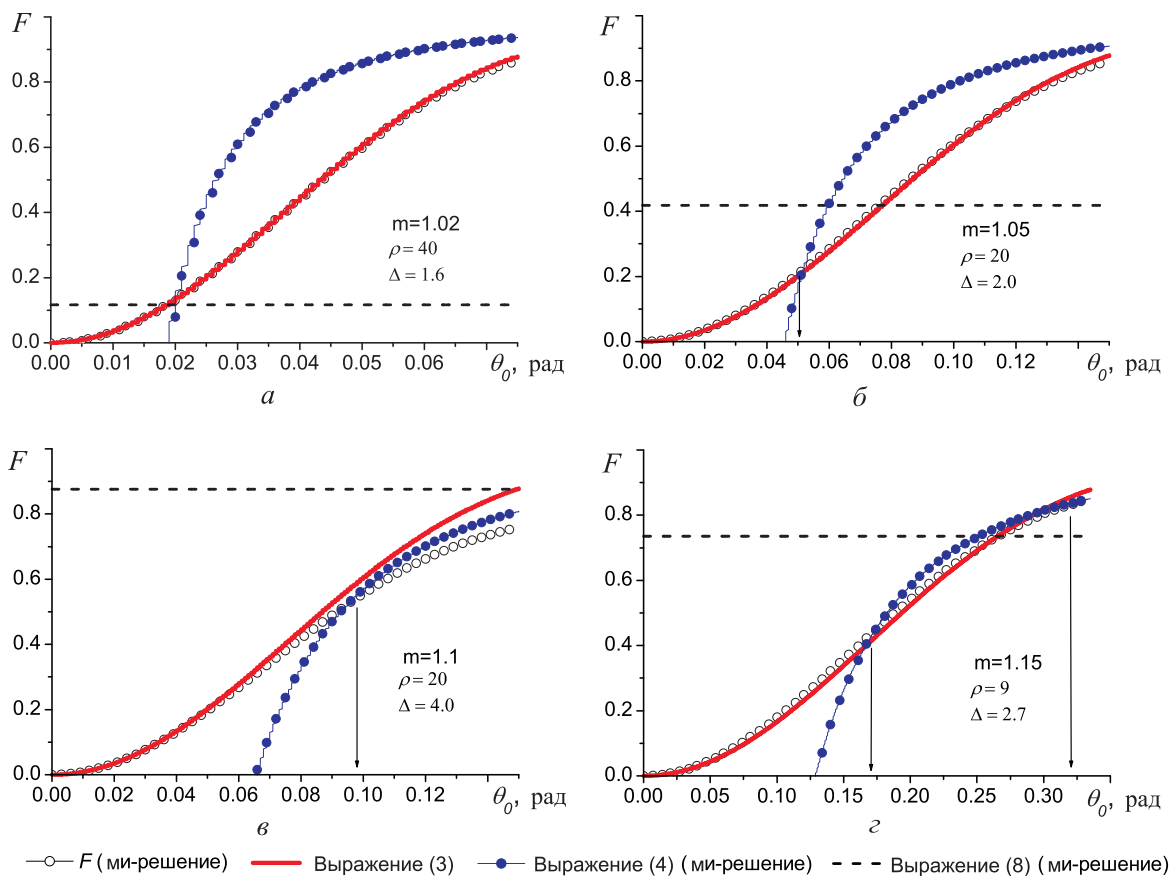 F
0.8
0.6
0.4
0.2
0.0
0.00 0.01 0.02 0.03 0.04 0.05 0.06
θ₀, рад
m=1.02
ρ = 40
Δ = 1.6
а
F
0.8
0.6
0.4
0.2
0.0
0.00 0.02 0.04 0.06 0.08 0.10 0.12
θ₀, рад
m=1.05
ρ = 20
Δ = 2.0
б
F
0.8
0.6
0.4
0.2
0.0
0.00 0.02 0.04 0.06 0.08 0.10 0.12
θ₀, рад
m=1.1
ρ = 20
Δ = 4.0
в
F
0.8
0.6
0.4
0.2
0.0
0.00 0.05 0.10 0.15 0.20 0.25 0.30
θ₀, рад
m=1.15
ρ = 9
Δ = 2.7
г
F (ми-решение) Выражение (3) Выражение (4) (ми-решение) Выражение (8) (ми-решение)